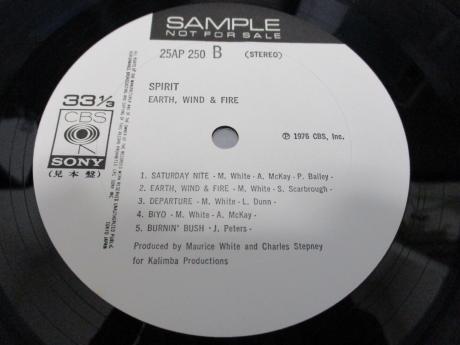 SAMPLE
NOT FOR SALE
25AP 250 B (STEREO)
SPIRIT
EARTH, WIND & FIRE
33 1/3
CBS
SONY
(見本盤)
℗ 1976 CBS, Inc.
1. SATURDAY NITE - M. White - A. McKay - P. Bailey -
2. EARTH, WIND & FIRE - M. White - S. Scarbrough -
3. DEPARTURE - M. White - L. Dunn -
4. BIYO - M. White - A. McKay -
5. BURNIN' BUSH - J. Peters -
Produced by Maurice White and Charles Stepney
for Kalimba Productions